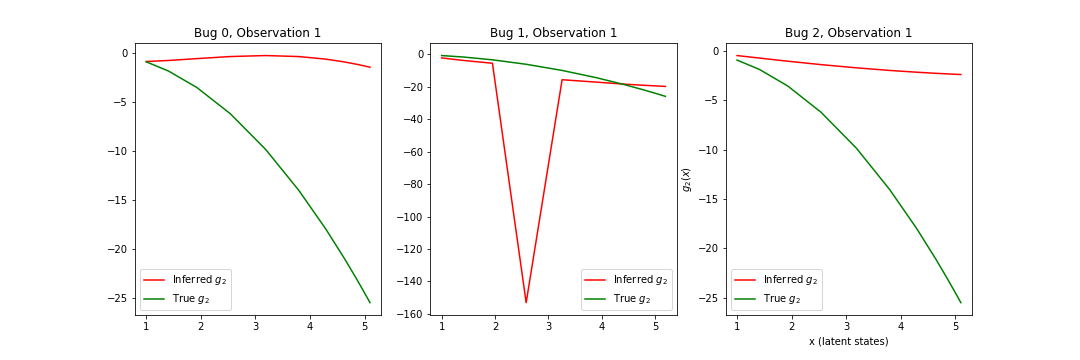 Bug 0, Observation 1
0
−5
−10
−15
−20
−25
1 2 3 4 5
Inferred g₂
True g₂
Bug 1, Observation 1
0
−20
−40
−60
−80
−100
−120
−140
−160
1 2 3 4 5
Inferred g₂
True g₂
Bug 2, Observation 1
g₂(x)
0
−5
−10
−15
−20
−25
1 2 3 4 5
x (latent states)
Inferred g₂
True g₂